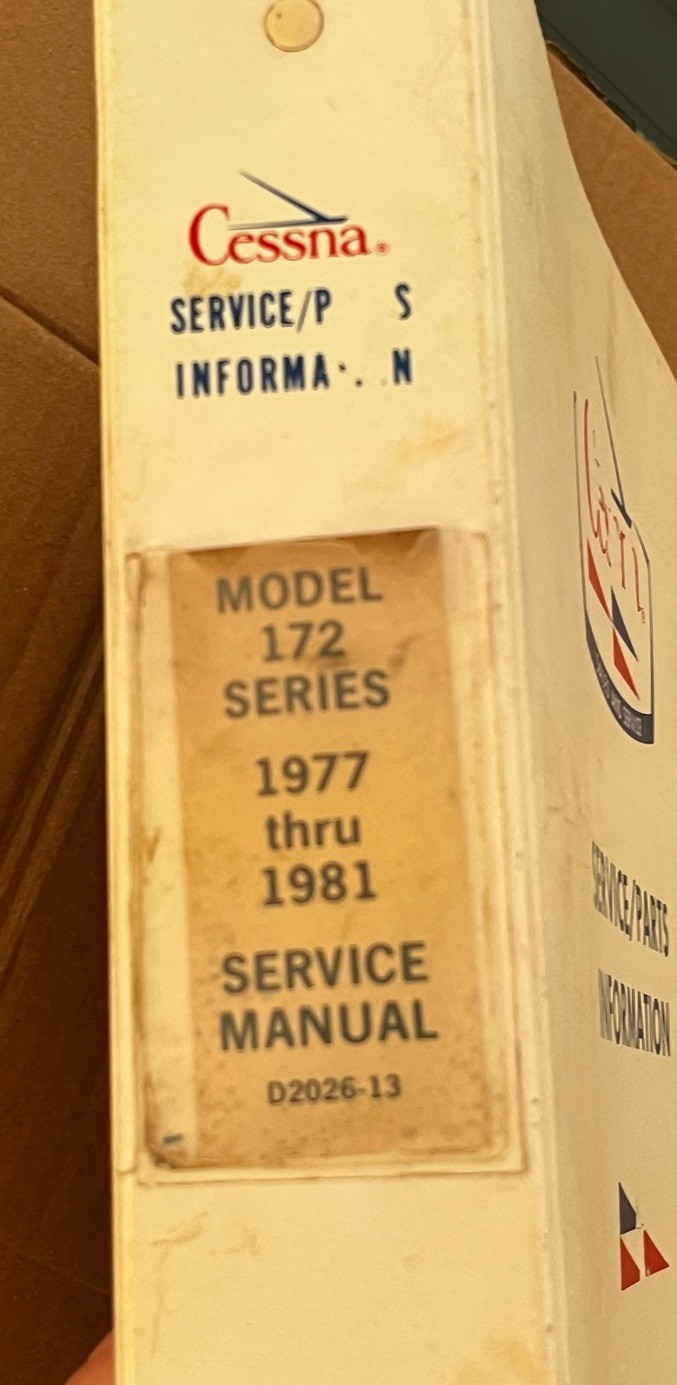 Cessna®
SERVICE/P S
INFORMA N
MODEL
172
SERIES
1977
thru
1981
SERVICE
MANUAL
D2026-13
SERVICE/PARTS
INFORMATION